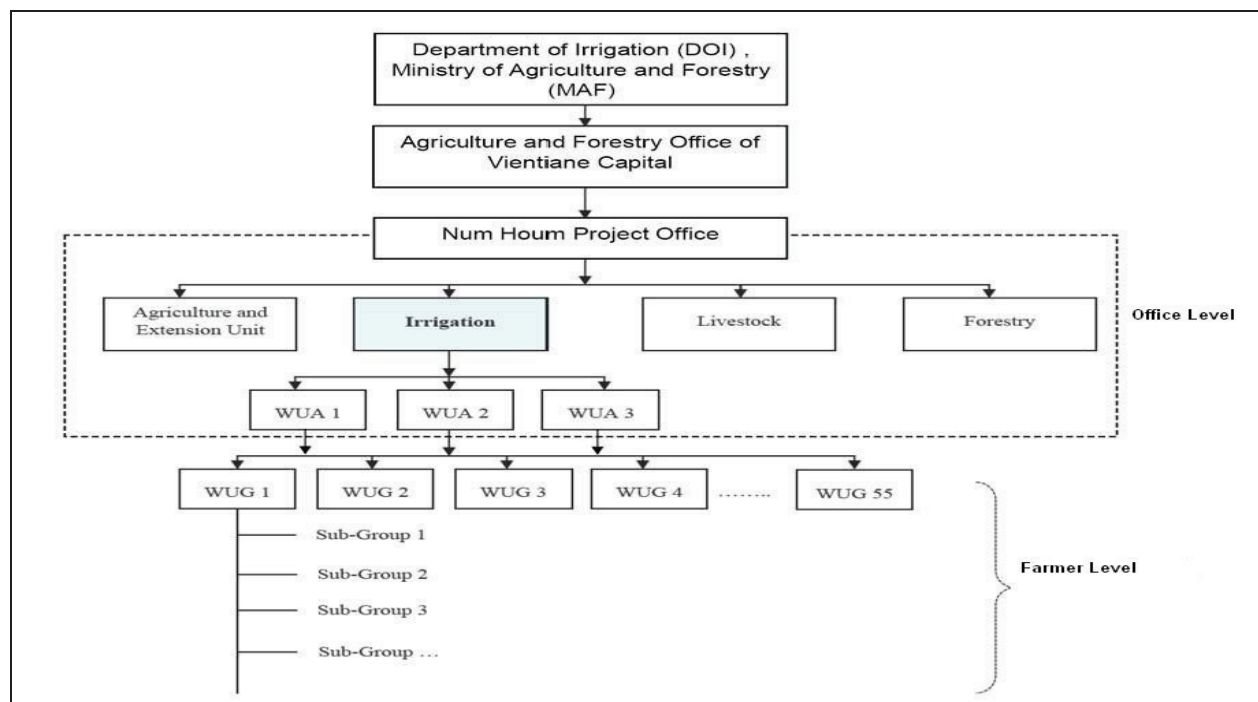 Department of Irrigation (DOI) ,
Ministry of Agriculture and Forestry
(MAF)
Agriculture and Forestry Office of
Vientiane Capital
Num Houm Project Office
Agriculture and
Extension Unit
Irrigation
Livestock
Forestry
Office Level
WUA 1
WUA 2
WUA 3
WUG 1
WUG 2
WUG 3
WUG 4
........
WUG 55
Sub-Group 1
Sub-Group 2
Sub-Group 3
Sub-Group ...
Farmer Level